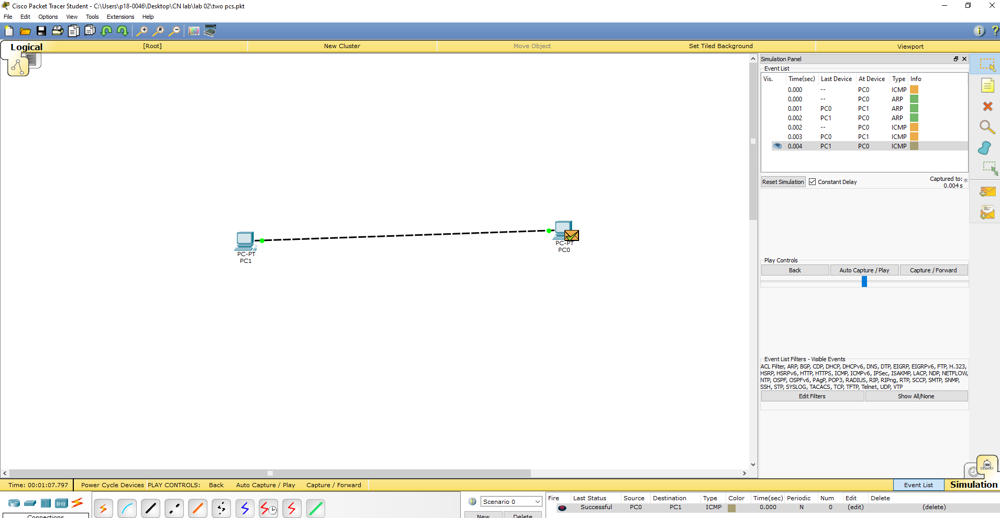 Cisco Packet Tracer Student - C:\Users\p18-0046\Desktop\CN lab\lab 02\two pcs.pkt
File Edit Options View Tools Extensions Help
Logical [Root] New Cluster Move Object Set Tiled Background Viewport
Simulation Panel
Event List
Vis. Time(sec) Last Device At Device Type Info
0.000 -- PC0 ICMP
0.000 -- PC0 ARP
0.001 PC0 PC1 ARP
0.002 PC1 PC0 ARP
0.002 -- PC0 ICMP
0.003 PC0 PC1 ICMP
0.004 PC1 PC0 ICMP
Reset Simulation Constant Delay Captured to: *
0.004 s
PC-PT
PC1
PC-PT
PC0
Play Controls
Back Auto Capture / Play Capture / Forward
Event List Filters - Visible Events
ACL Filter, ARP, BGP, CDP, DHCP, DHCPv6, DNS, DTP, EIGRP, EIGRPv6, FTP, H.323,
HSRP, HSRPv6, HTTP, HTTPS, ICMP, ICMPv6, IPSec, ISAKMP, LACP, NDP, NETFLOW,
NTP, OSPF, OSPFv6, PAgP, POP3, RADIUS, RIP, RIPng, RTP, SCCP, SMTP, SNMP,
SSH, STP, SYSLOG, TACACS, TCP, TFTP, Telnet, UDP, VTP
Edit Filters Show All/None
Time: 00:01:07.797 Power Cycle Devices PLAY CONTROLS: Back Auto Capture / Play Capture / Forward Event List Simulation
Scenario 0
New Delete
Fire Last Status Source Destination Type Color Time(sec) Periodic Num Edit Delete
Successful PC0 PC1 ICMP 0.000 N 0 (edit) (delete)
Connections